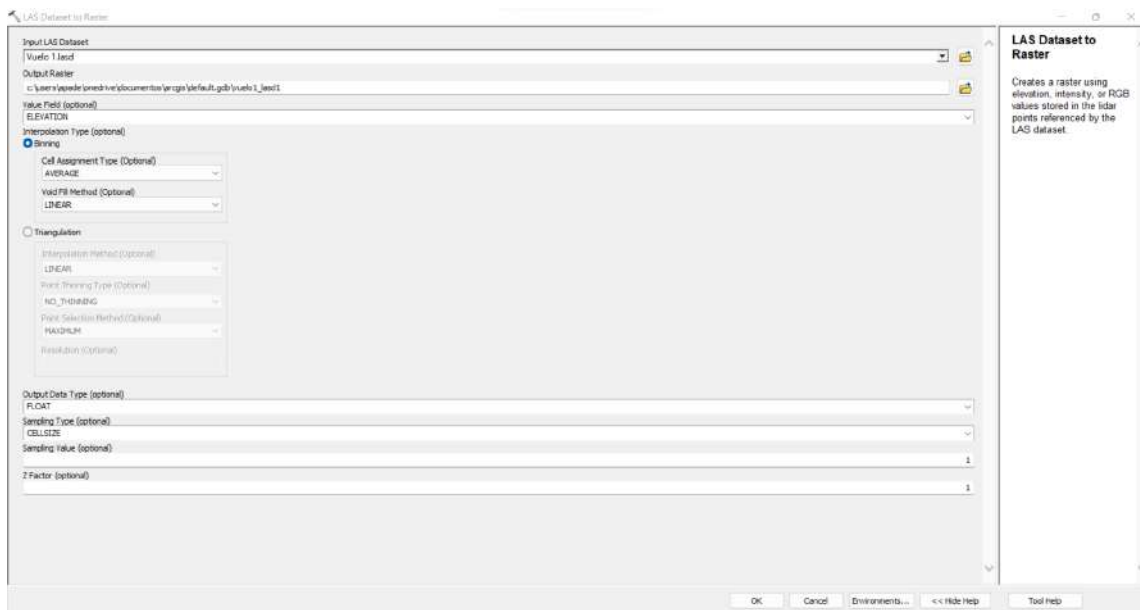 LAS Dataset to Raster
Input LAS Dataset
Vuelo 1.lasd
Output Raster
c:\users\apade\onedrive\documentos\arcgis\default.gdb\vuelo1_lasd1
Value Field (optional)
ELEVATION
Interpolation Type (optional)
Binning
Cell Assignment Type (Optional)
AVERAGE
Void Fill Method (Optional)
LINEAR
Triangulation
Interpolation Method (Optional)
LINEAR
Point Thinning Type (Optional)
NO_THINNING
Point Selection Method (Optional)
MAXIMUM
Resolution (Optional)
Output Data Type (optional)
FLOAT
Sampling Type (optional)
CELLSIZE
Sampling Value (optional)
1
Z Factor (optional)
1
OK
Cancel
Environments...
<< Hide Help
LAS Dataset to
Raster
Creates a raster using
elevation, intensity, or RGB
values stored in the lidar
points referenced by the
LAS dataset.
Tool Help